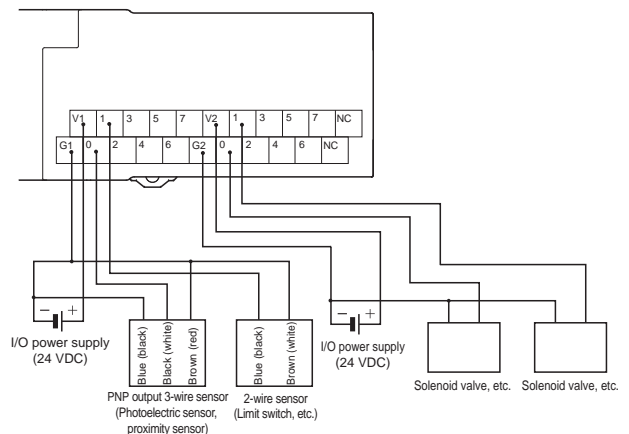 V1 1 3 5 7 V2 1 3 5 7 NC
G1 0 2 4 6 G2 0 2 4 6 NC
− +
I/O power supply
(24 VDC)
Blue (black)
Black (white)
Brown (red)
PNP output 3-wire sensor
(Photoelectric sensor,
proximity sensor)
Blue (black)
Brown (white)
2-wire sensor
(Limit switch, etc.)
− +
I/O power supply
(24 VDC)
Solenoid valve, etc.
Solenoid valve, etc.